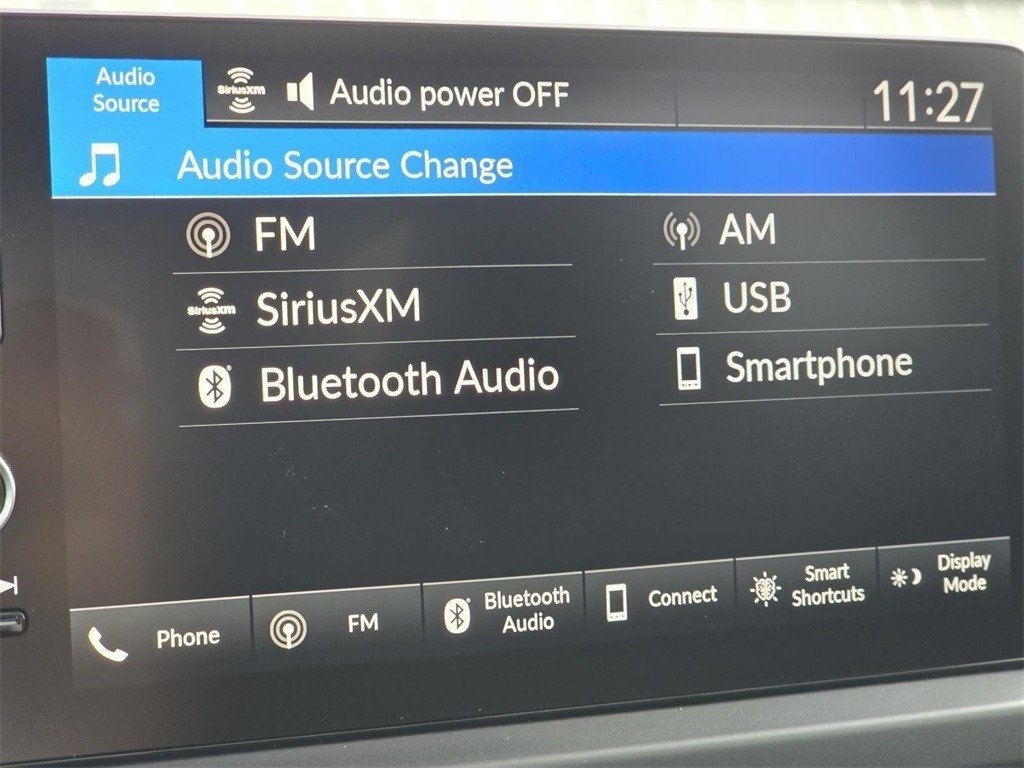 Audio
Source
SiriusXM
Audio power OFF
11:27
Audio Source Change
FM
AM
SiriusXM
SiriusXM
USB
Bluetooth Audio
Smartphone
Phone
FM
Bluetooth
Audio
Connect
Smart
Shortcuts
Display
Mode